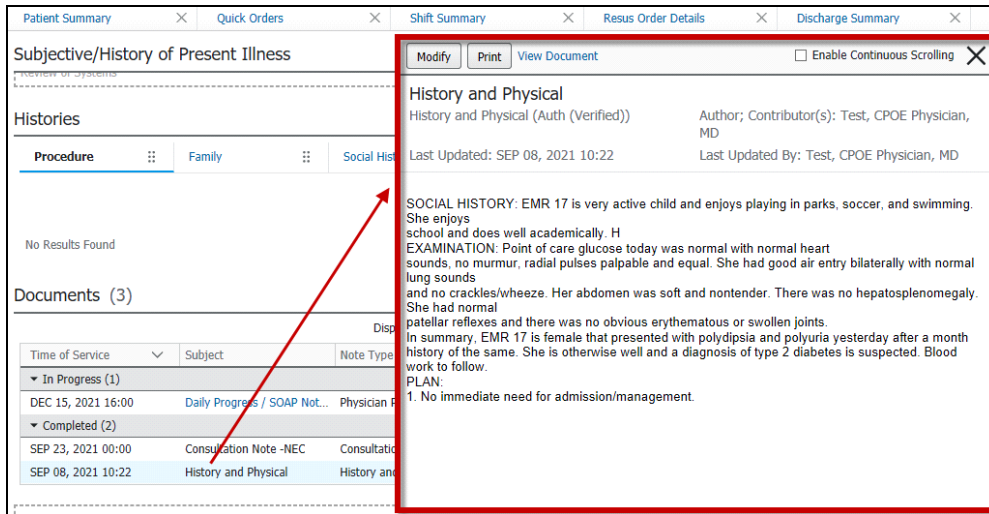 Patient Summary
Quick Orders
Shift Summary
Resus Order Details
Discharge Summary
Subjective/History of Present Illness
Review of Systems
Histories
Procedure
Family
Social Hist
No Results Found
Documents (3)
Disp
Time of Service
Subject
Note Type
In Progress (1)
DEC 15, 2021 16:00
Daily Progress / SOAP Not...
Physician P
Completed (2)
SEP 23, 2021 00:00
Consultation Note -NEC
Consultatic
SEP 08, 2021 10:22
History and Physical
History and
Modify
Print
View Document
Enable Continuous Scrolling
History and Physical
History and Physical (Auth (Verified))
Author; Contributor(s): Test, CPOE Physician,
MD
Last Updated: SEP 08, 2021 10:22
Last Updated By: Test, CPOE Physician, MD
SOCIAL HISTORY: EMR 17 is very active child and enjoys playing in parks, soccer, and swimming.
She enjoys
school and does well academically. H
EXAMINATION: Point of care glucose today was normal with normal heart
sounds, no murmur, radial pulses palpable and equal. She had good air entry bilaterally with normal
lung sounds
and no crackles/wheeze. Her abdomen was soft and nontender. There was no hepatosplenomegaly.
She had normal
patellar reflexes and there was no obvious erythematous or swollen joints.
In summary, EMR 17 is female that presented with polydipsia and polyuria yesterday after a month
history of the same. She is otherwise well and a diagnosis of type 2 diabetes is suspected. Blood
work to follow.
PLAN:
1. No immediate need for admission/management.